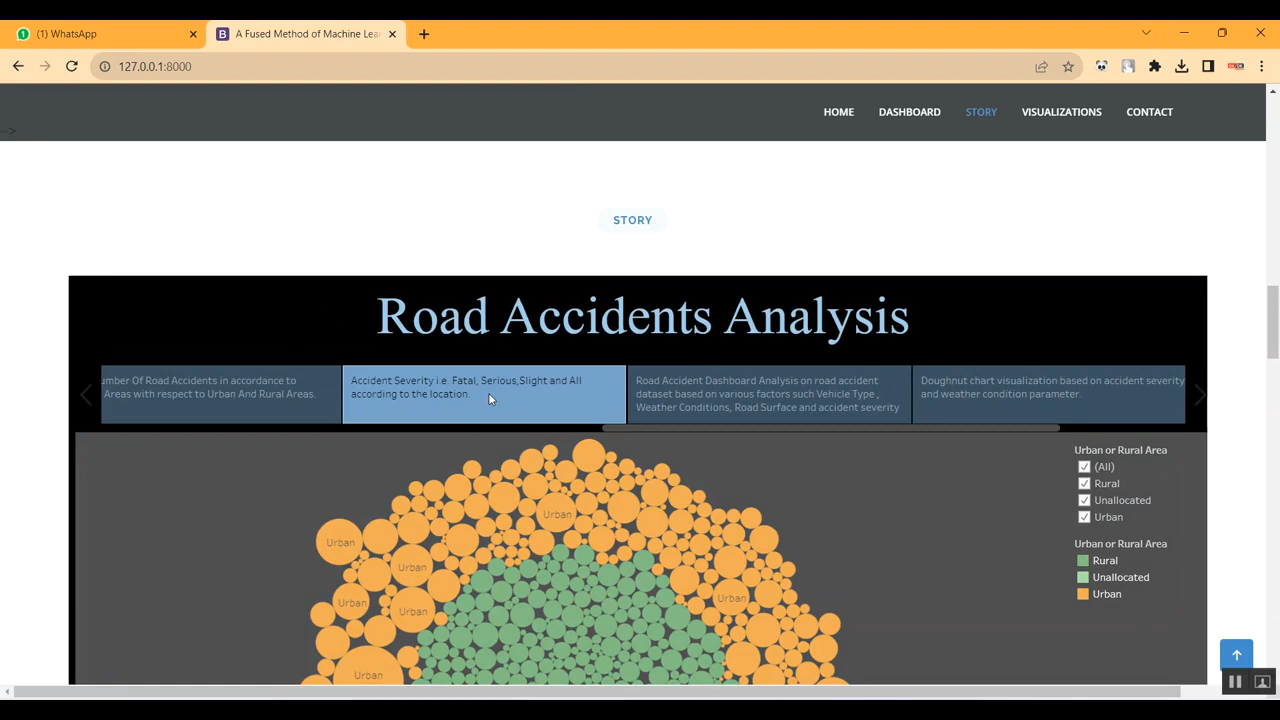 (1) WhatsApp
A Fused Method of Machine Lea
127.0.0.1:8000
HOME DASHBOARD STORY VISUALIZATIONS CONTACT
-->
STORY
Road Accidents Analysis
umber Of Road Accidents in accordance to
Areas with respect to Urban And Rural Areas.
Accident Severity i.e. Fatal, Serious,Slight and All
according to the location.
Road Accident Dashboard Analysis on road accident
dataset based on various factors such Vehicle Type ,
Weather Conditions, Road Surface and accident severity
Doughnut chart visualization based on accident severity
and weather condition parameter.
Urban or Rural Area
(All)
Rural
Unallocated
Urban
Urban or Rural Area
Rural
Unallocated
Urban
Urban
Urban
Urban
Urban
Urban
Urban
Urban